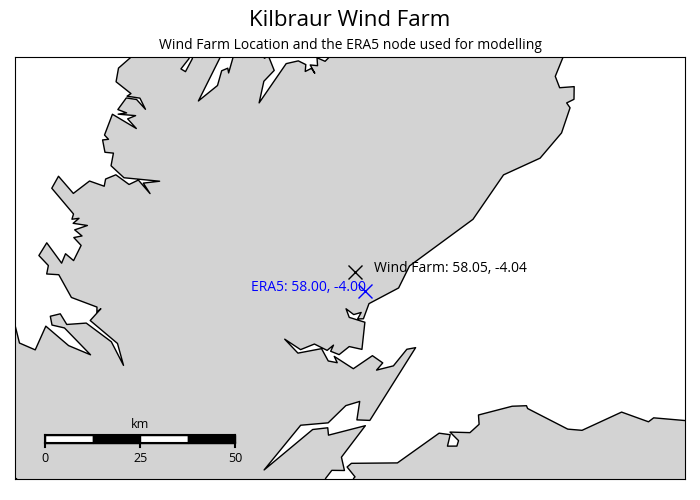 Kilbraur Wind Farm
Wind Farm Location and the ERA5 node used for modelling
Wind Farm: 58.05, -4.04
ERA5: 58.00, -4.00
km
0 25 50